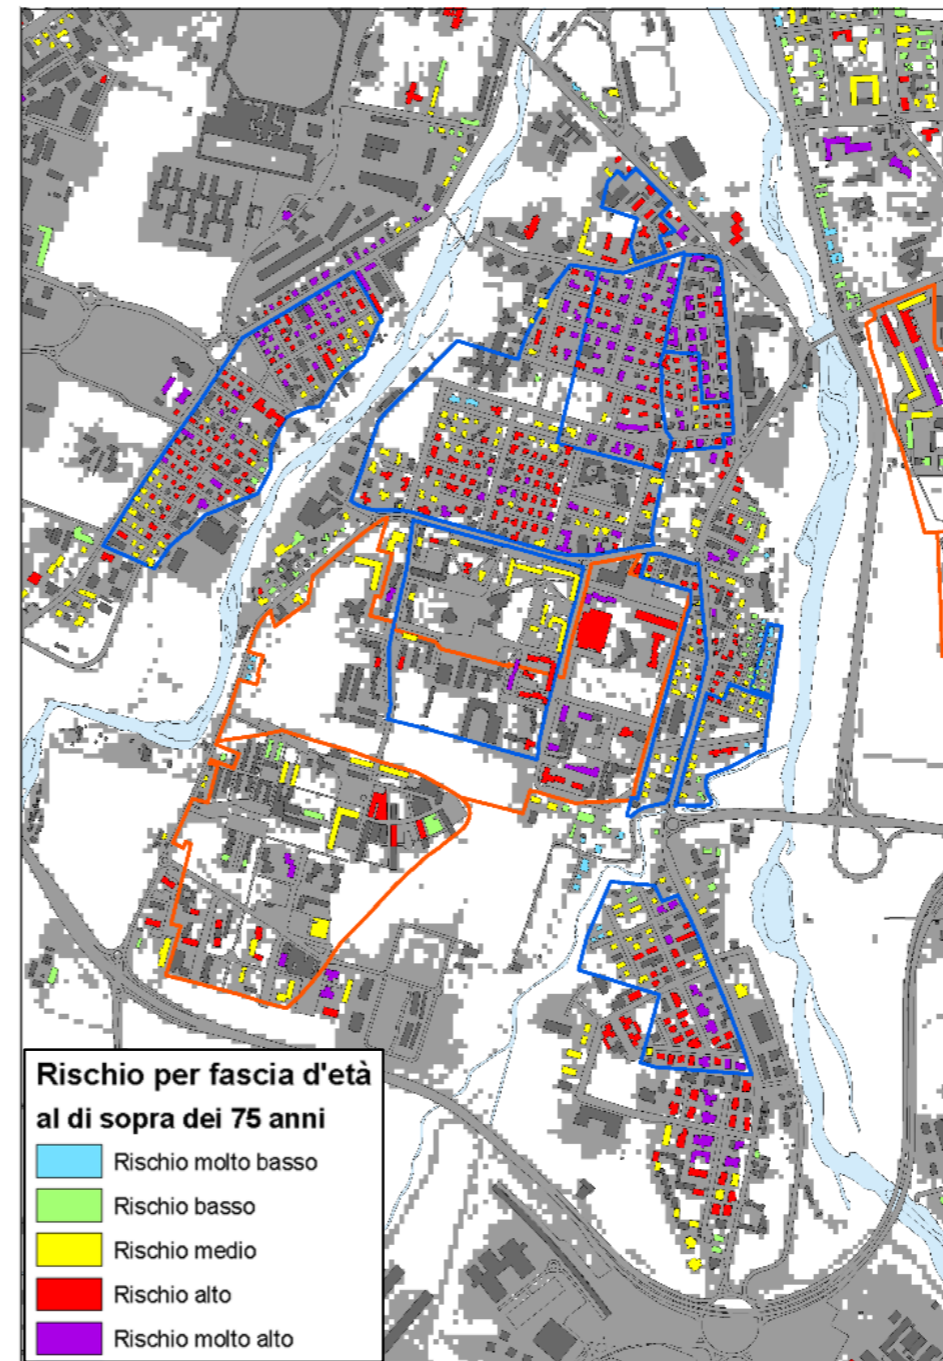 Rischio per fascia d'età
al di sopra dei 75 anni
Rischio molto basso
Rischio basso
Rischio medio
Rischio alto
Rischio molto alto